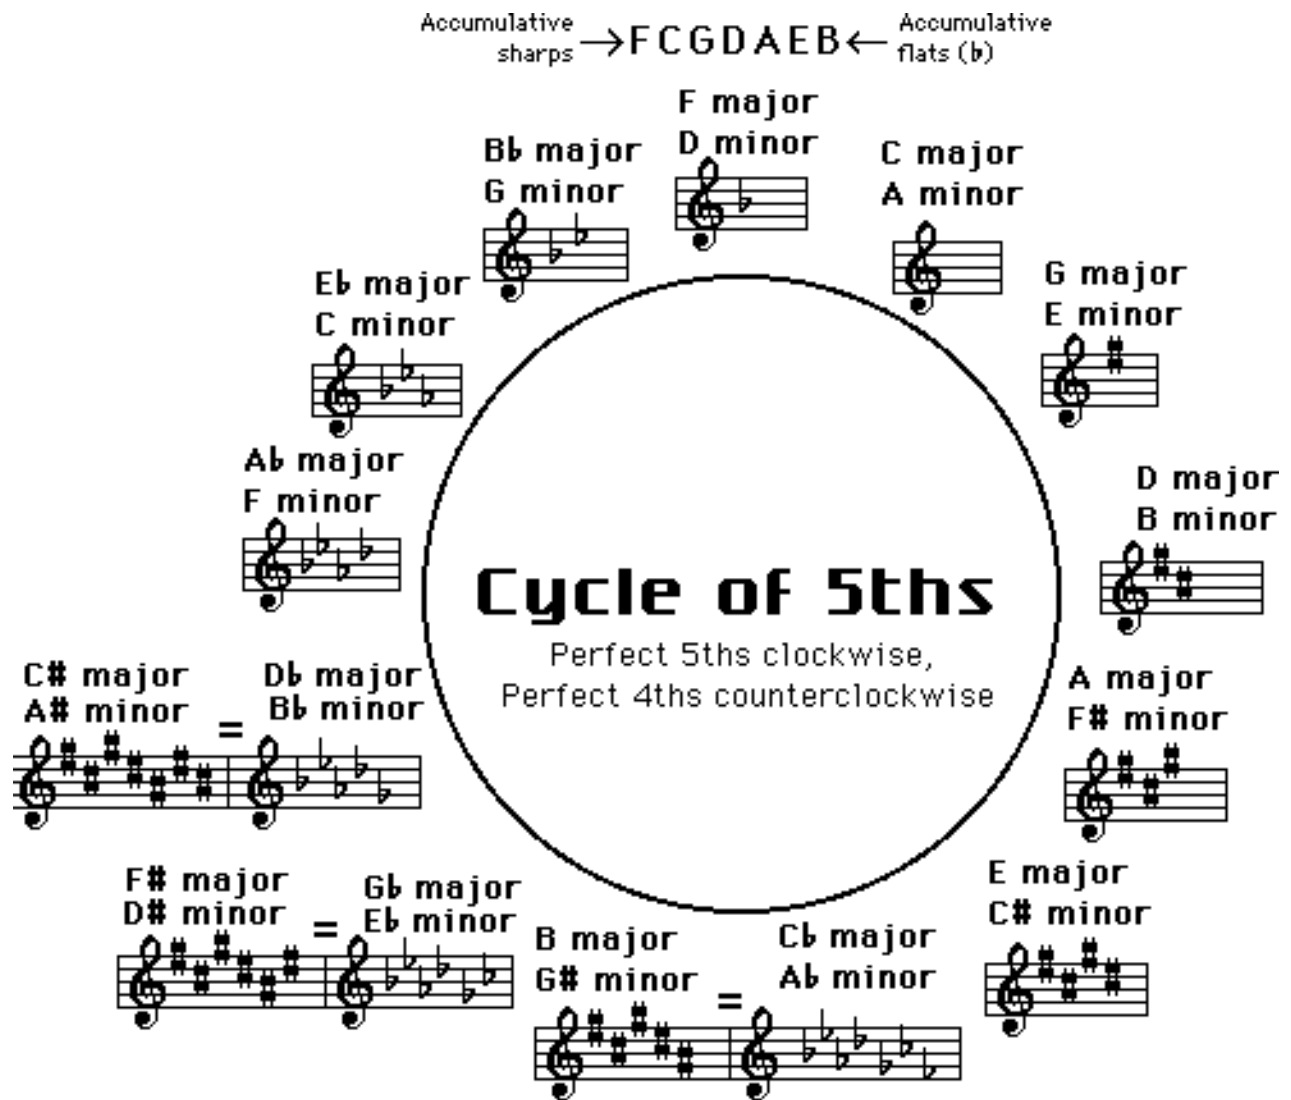 Accumulative sharps →FCGDAEB← Accumulative flats (♭)
F major
D minor
C major
A minor
G major
E minor
D major
B minor
A major
F# minor
E major
C# minor
B major
G# minor
=
C♭ major
A♭ minor
F# major
D# minor
=
G♭ major
E♭ minor
C# major
A# minor
=
D♭ major
B♭ minor
A♭ major
F minor
E♭ major
C minor
B♭ major
G minor
Cycle of 5ths
Perfect 5ths clockwise,
Perfect 4ths counterclockwise